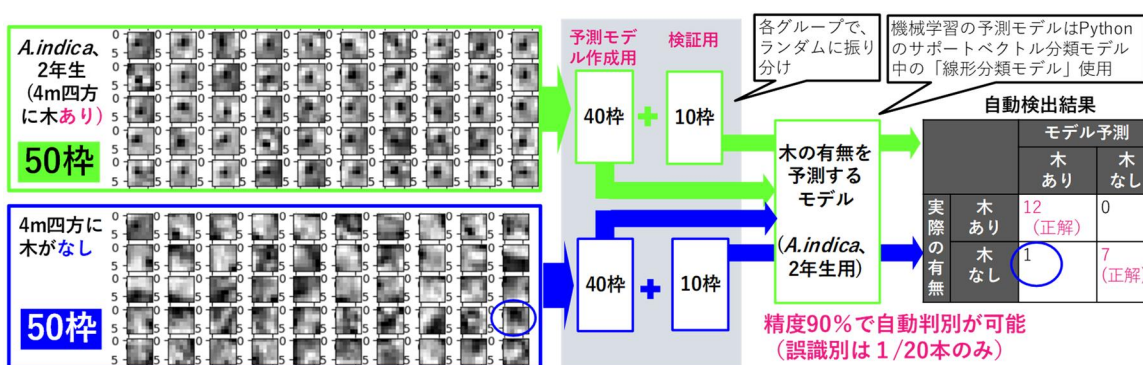 A.indica、
2年生
(4m四方
に木あり)
50枠
4m四方に
木がなし
50枠
予測モデ
ル作成用
検証用
40枠
+
10枠
40枠
+
10枠
各グループで、
ランダムに振り
分け
機械学習の予測モデルはPython
のサポートベクトル分類モデル
中の「線形分類モデル」使用
木の有無を
予測する
モデル
(A.indica、
2年生用)
自動検出結果
モデル予測
木
あり
木
なし
実際の有無
木
あり
12
(正解)
0
木
なし
1
7
(正解)
精度90%で自動判別が可能
(誤識別は1/20本のみ)